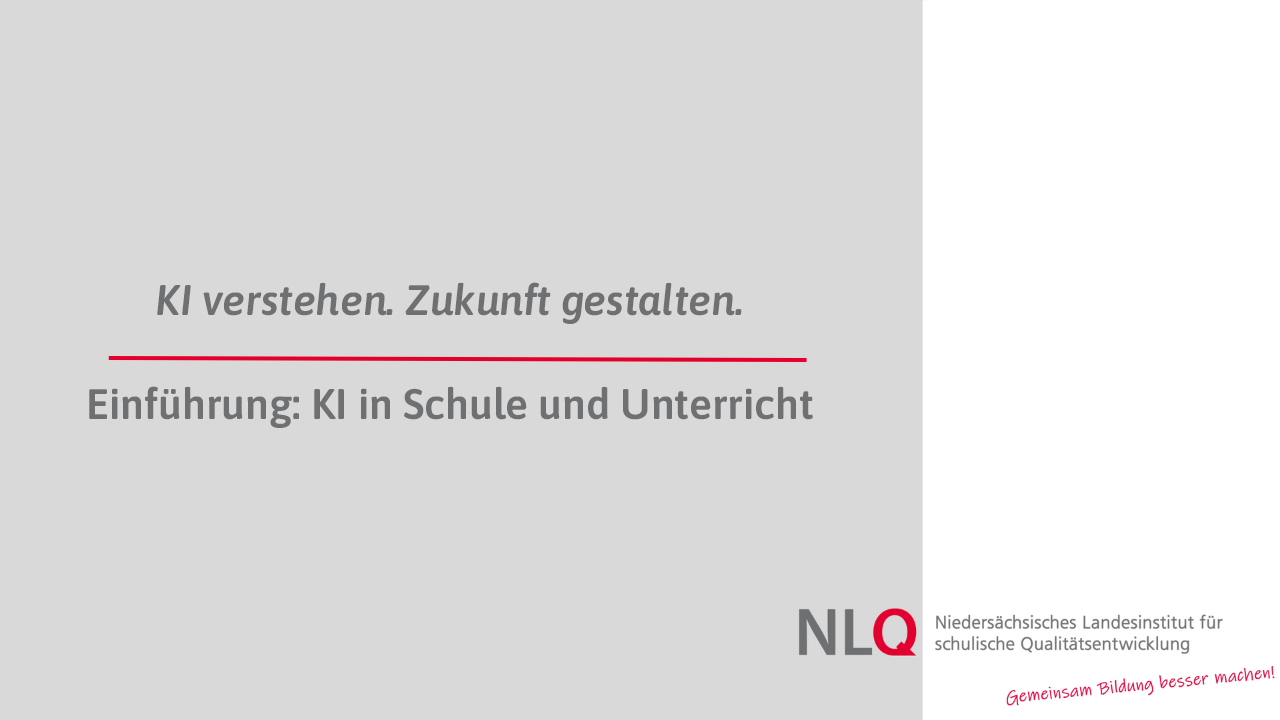 KI verstehen. Zukunft gestalten.
Einführung: KI in Schule und Unterricht
NLQ
Niedersächsisches Landesinstitut für
schulische Qualitätsentwicklung
Gemeinsam Bildung besser machen!